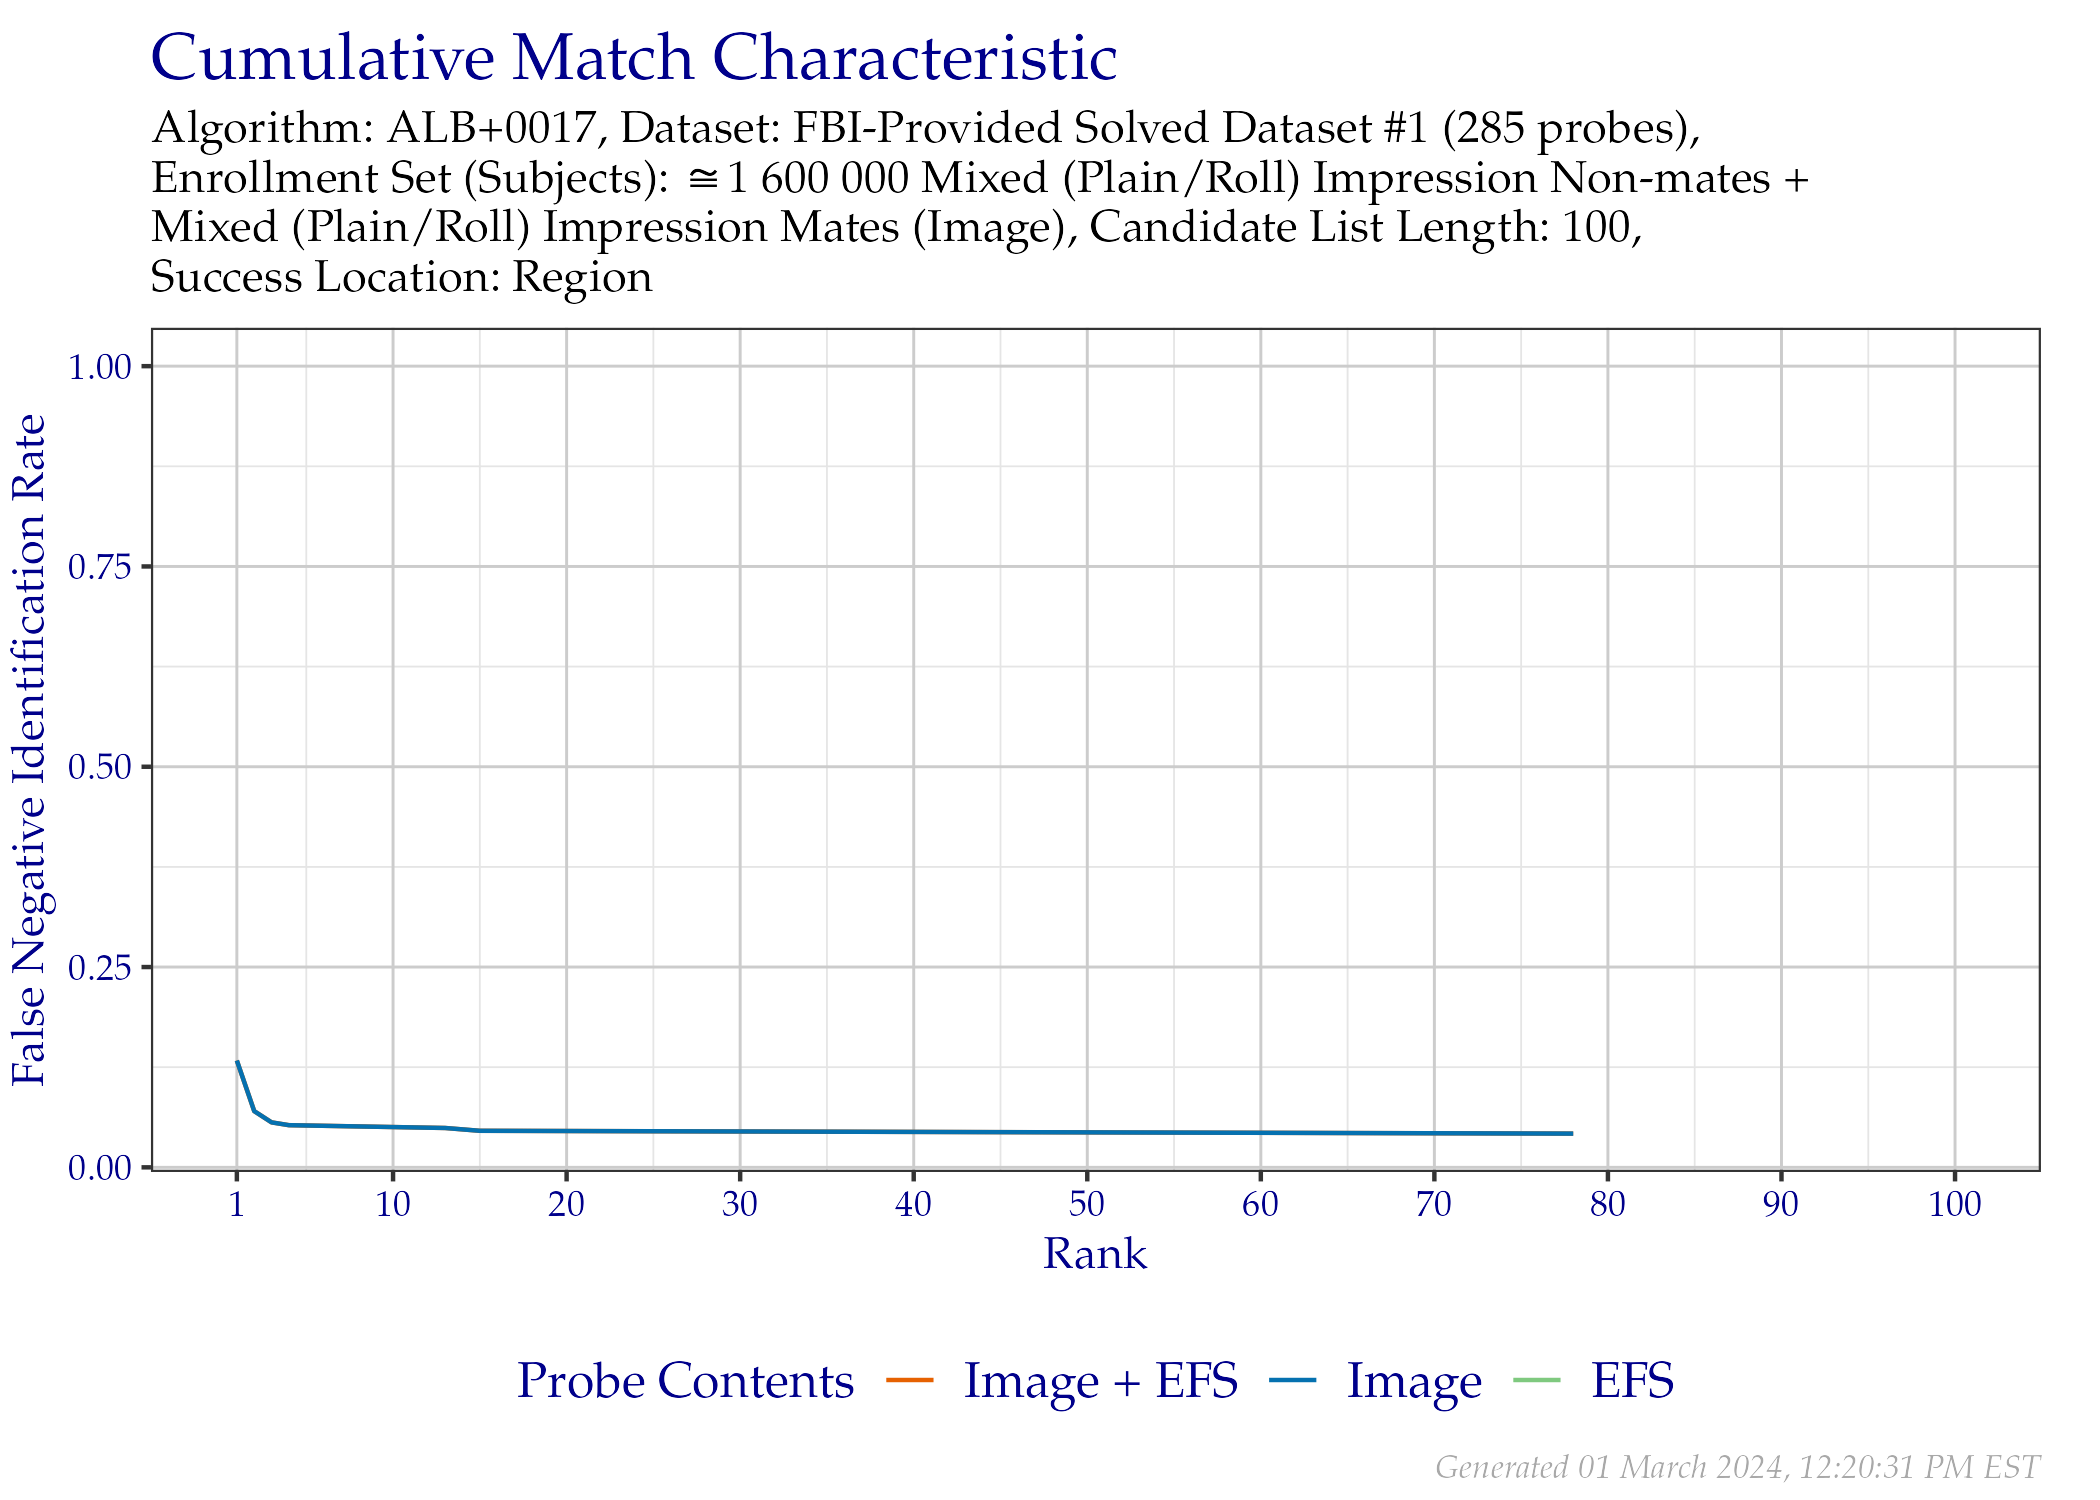 Cumulative Match Characteristic
Algorithm: ALB+0017, Dataset: FBI-Provided Solved Dataset #1 (285 probes),
Enrollment Set (Subjects): ≅1 600 000 Mixed (Plain/Roll) Impression Non-mates +
Mixed (Plain/Roll) Impression Mates (Image), Candidate List Length: 100,
Success Location: Region
False Negative Identification Rate
1.00
0.75
0.50
0.25
0.00
1 10 20 30 40 50 60 70 80 90 100
Rank
Probe Contents Image + EFS Image EFS
Generated 01 March 2024, 12:20:31 PM EST